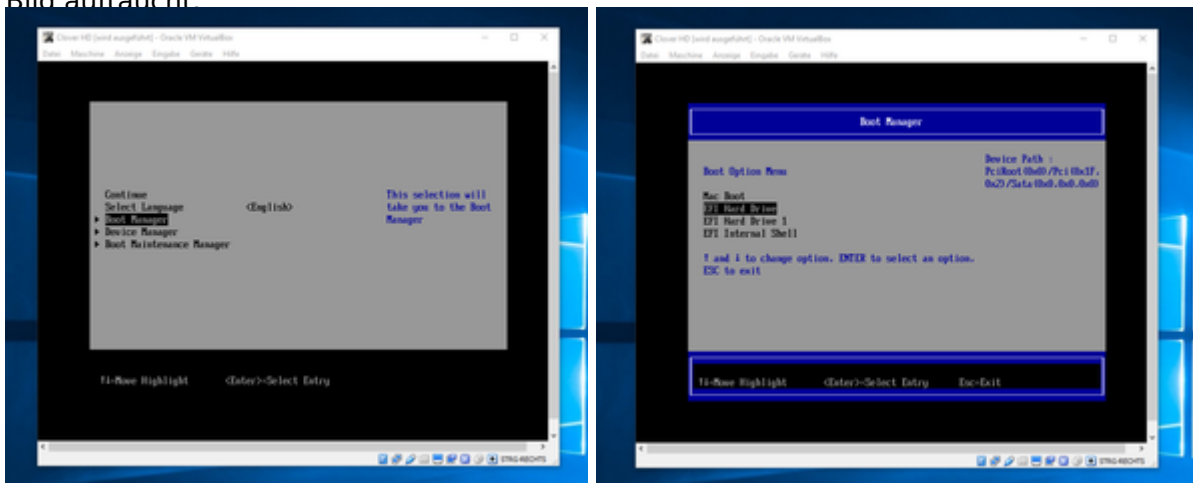 Bild auftaucht.
Clover HD [wird ausgeführt] - Oracle VM VirtualBox
Datei Maschine Anzeige Eingabe Geräte Hilfe
Continue
Select Language <English>
Boot Manager
Device Manager
Boot Maintenance Manager
This selection will
take you to the Boot
Manager
↑↓=Move Highlight <Enter>=Select Entry
STRG-RECHTS
Clover HD [wird ausgeführt] - Oracle VM VirtualBox
Datei Maschine Anzeige Eingabe Geräte Hilfe
Boot Manager
Boot Option Menu
Mac Boot
EFI Hard Drive
EFI Hard Drive 1
EFI Internal Shell
↑ and ↓ to change option, ENTER to select an option,
ESC to exit
Device Path :
PciRoot(0x0)/Pci(0x1F,
0x2)/Sata(0x0,0x0,0x0)
↑↓=Move Highlight <Enter>=Select Entry Esc=Exit
STRG-RECHTS